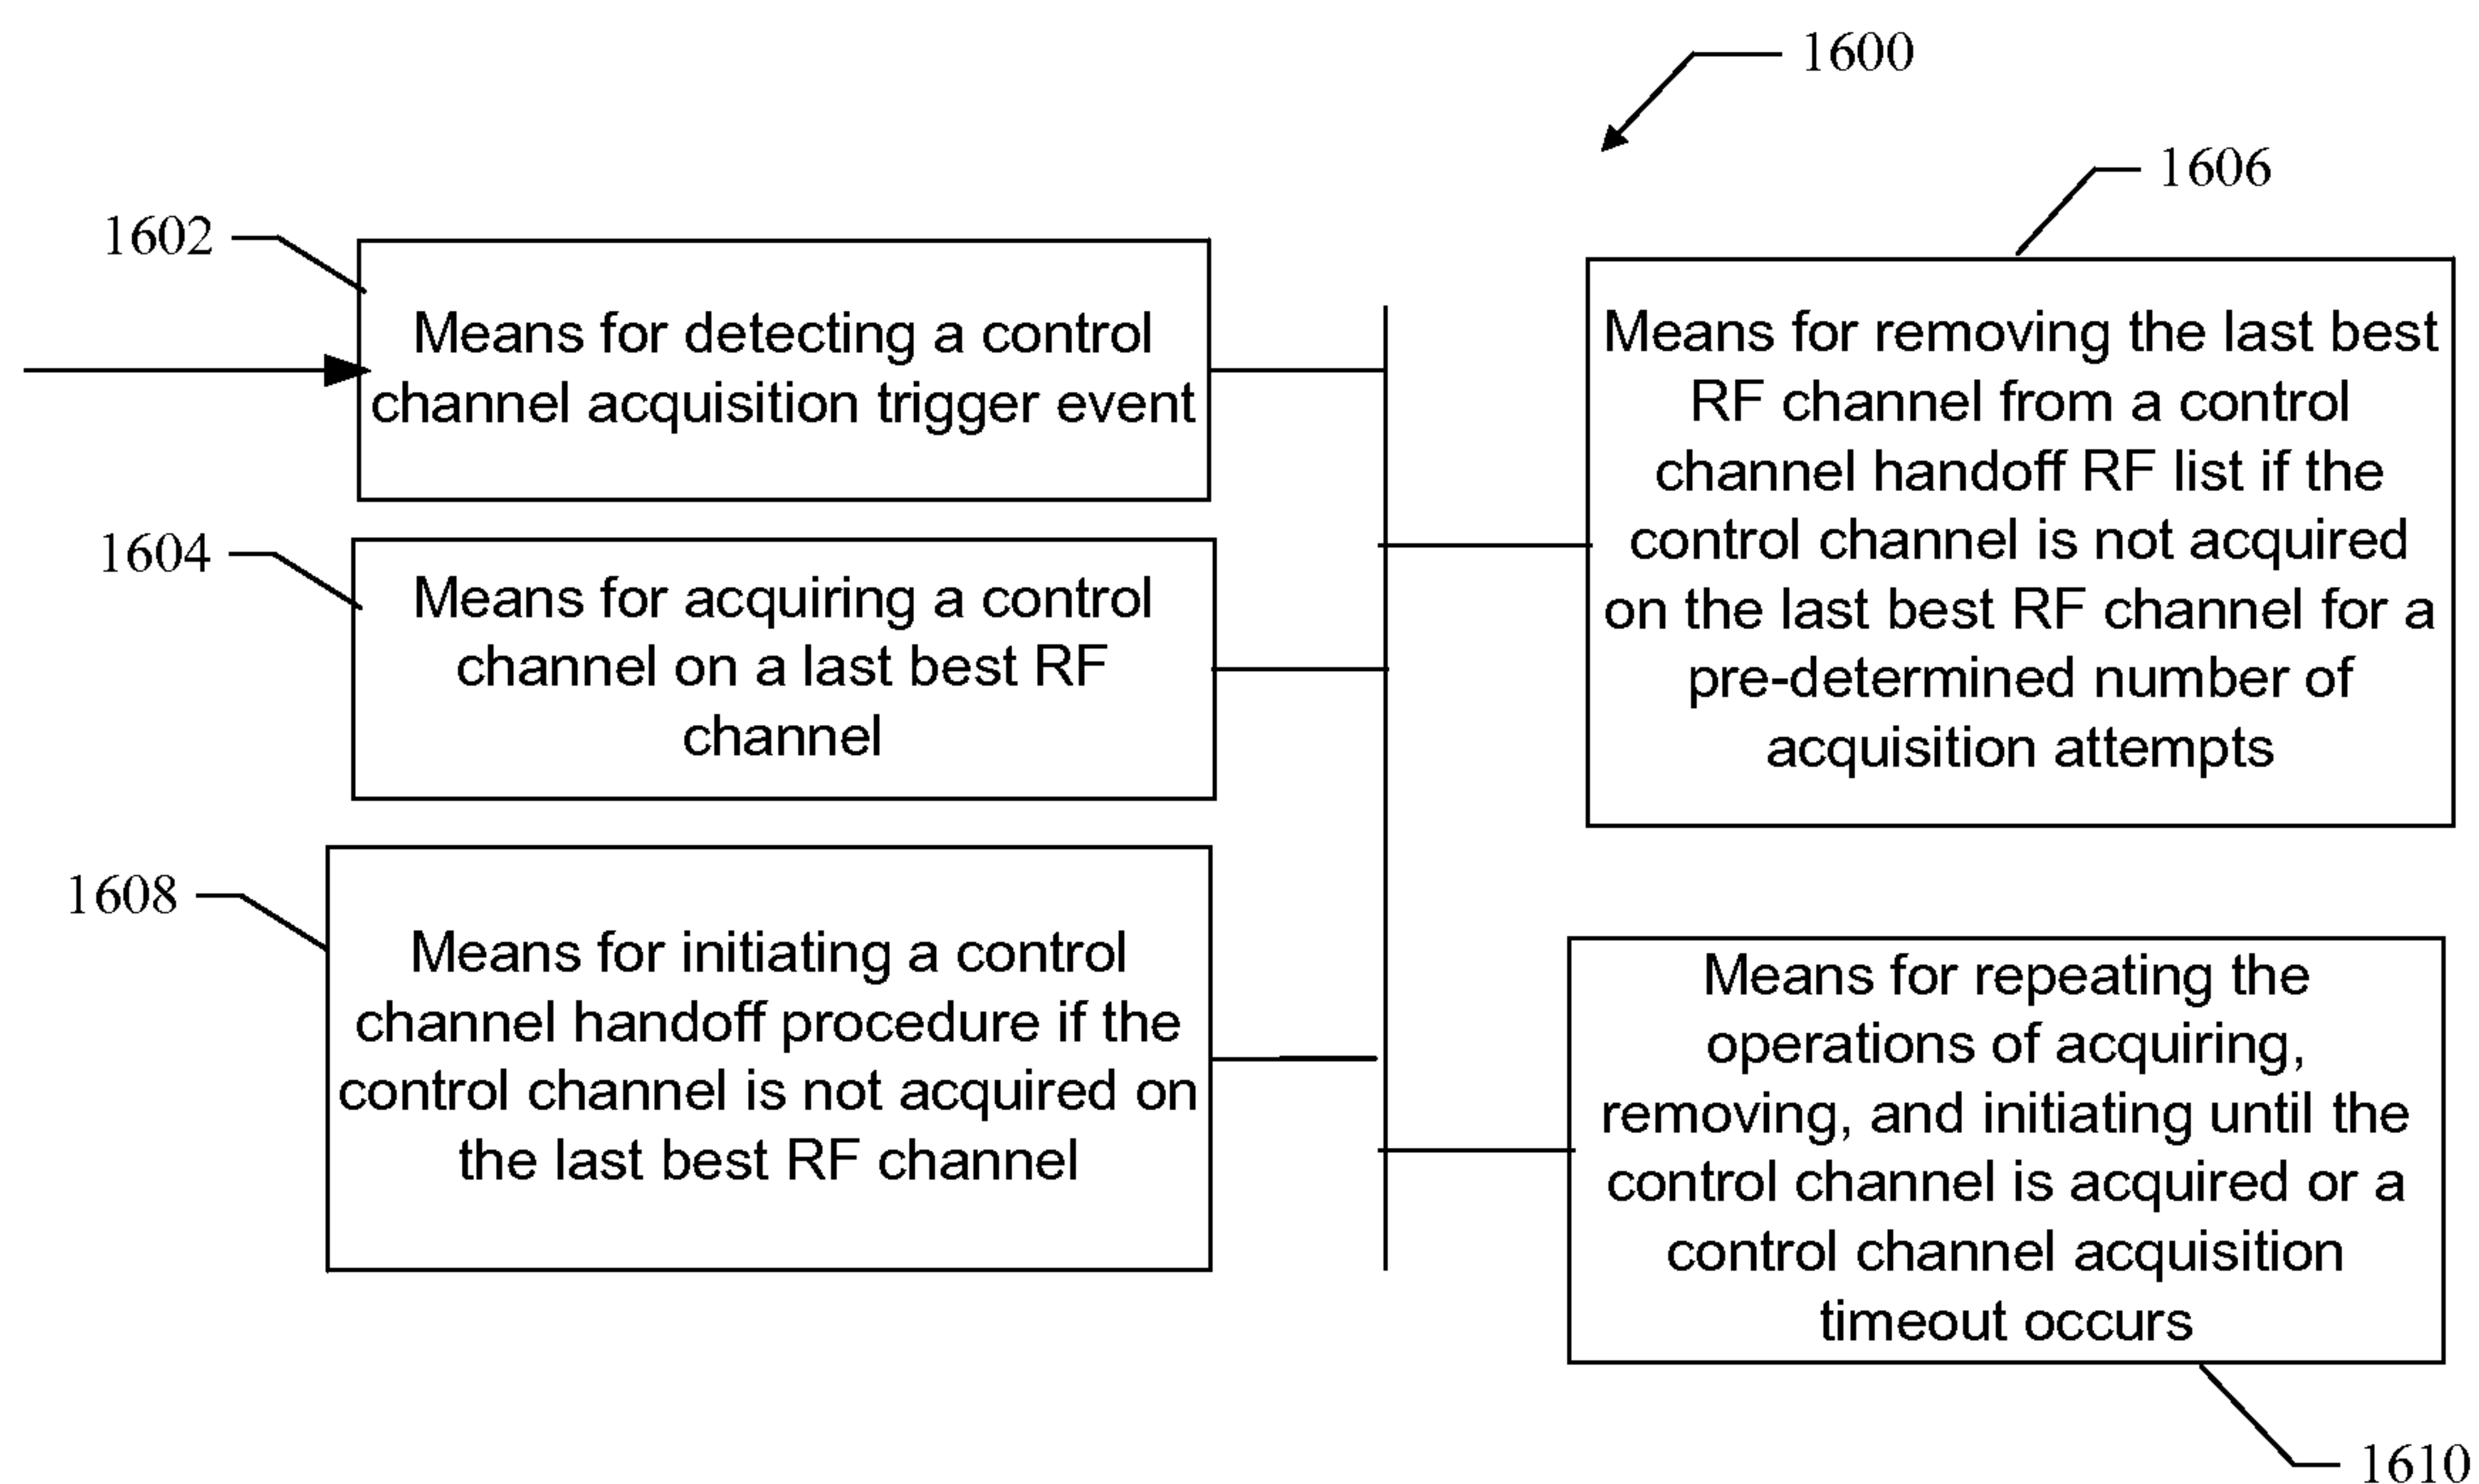 1600
1602
Means for detecting a control
channel acquisition trigger event
1604
Means for acquiring a control
channel on a last best RF
channel
1606
Means for removing the last best
RF channel from a control
channel handoff RF list if the
control channel is not acquired
on the last best RF channel for a
pre-determined number of
acquisition attempts
1608
Means for initiating a control
channel handoff procedure if the
control channel is not acquired on
the last best RF channel
Means for repeating the
operations of acquiring,
removing, and initiating until the
control channel is acquired or a
control channel acquisition
timeout occurs
1610